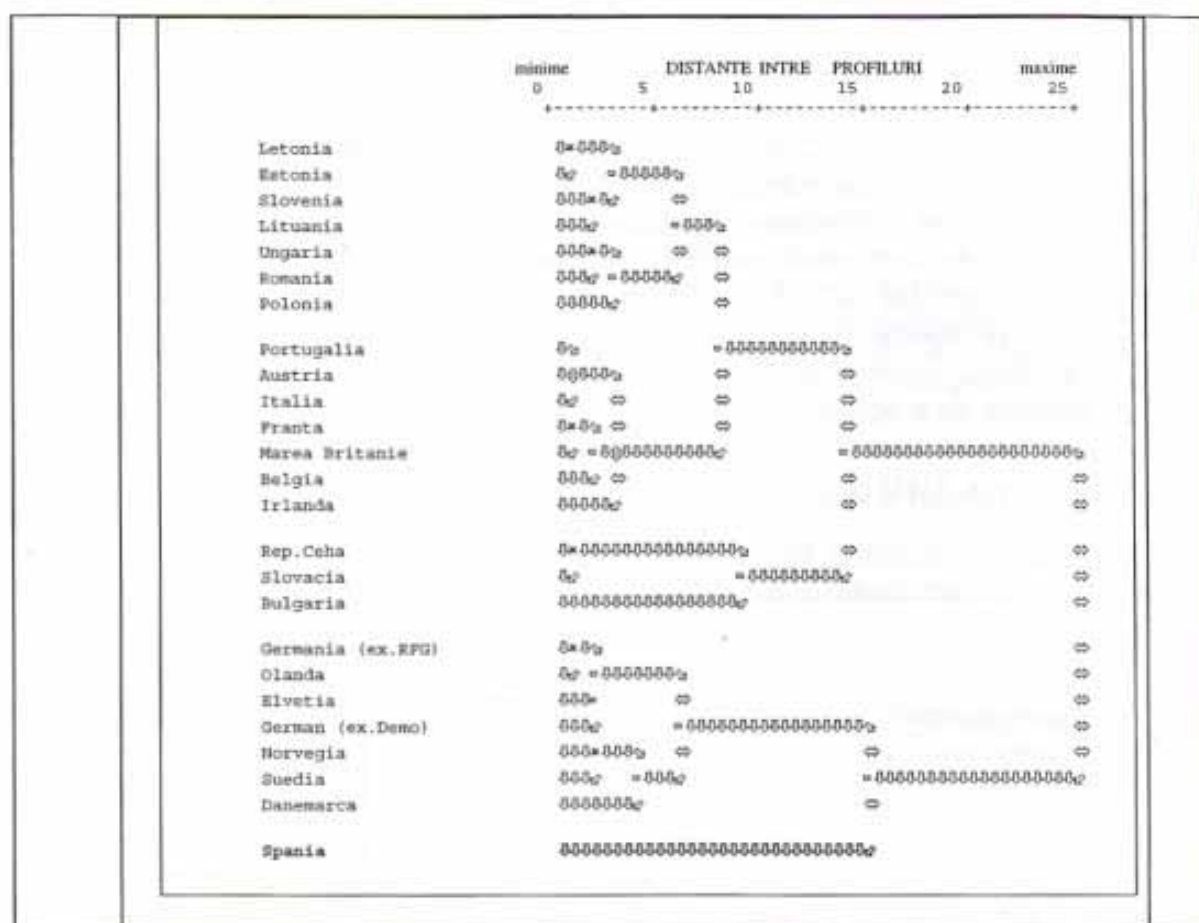 minime DISTANTE INTRE PROFILURI maxime
0 5 10 15 20 25
+---------+---------+---------+---------+---------+
Letonia
Estonia
Slovenia
Lituania
Ungaria
Romania
Polonia
Portugalia
Austria
Italia
Franta
Marea Britanie
Belgia
Irlanda
Rep.Ceha
Slovacia
Bulgaria
Germania (ex.RFG)
Olanda
Elvetia
German (ex.Demo)
Norvegia
Suedia
Danemarca
Spania